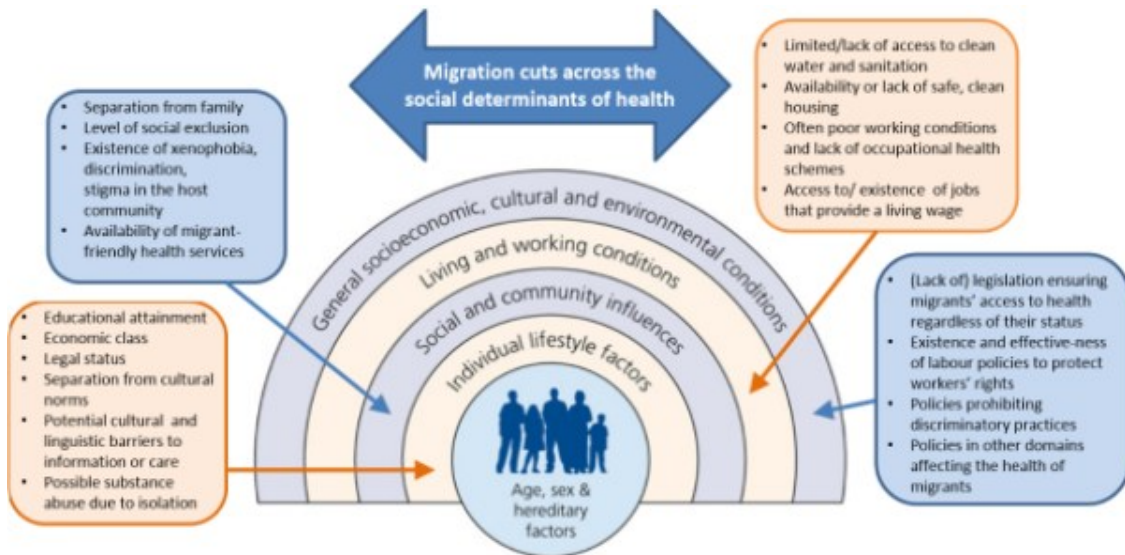 Migration cuts across the
social determinants of health
• Separation from family
• Level of social exclusion
• Existence of xenophobia,
discrimination,
stigma in the host
community
• Availability of migrant-
friendly health services
• Educational attainment
• Economic class
• Legal status
• Separation from cultural
norms
• Potential cultural and
linguistic barriers to
information or care
• Possible substance
abuse due to isolation
General socioeconomic, cultural and environmental conditions
Living and working conditions
Social and community influences
Individual lifestyle factors
Age, sex &
hereditary
factors
• Limited/lack of access to clean
water and sanitation
• Availability or lack of safe, clean
housing
• Often poor working conditions
and lack of occupational health
schemes
• Access to/ existence of jobs
that provide a living wage
• (Lack of) legislation ensuring
migrants' access to health
regardless of their status
• Existence and effective-ness
of labour policies to protect
workers' rights
• Policies prohibiting
discriminatory practices
• Policies in other domains
affecting the health of
migrants